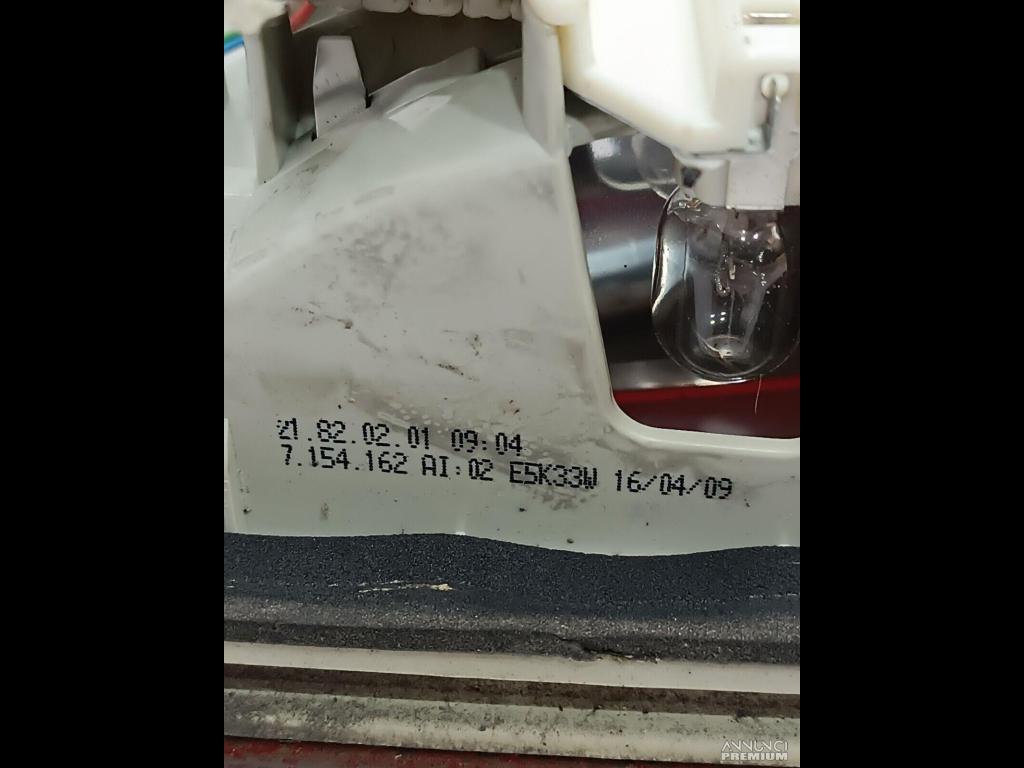 21.82.02.01 09:04
7.154.162 AI:02 E5K33W 16/04/09
ANNUNCI
PREMIUM